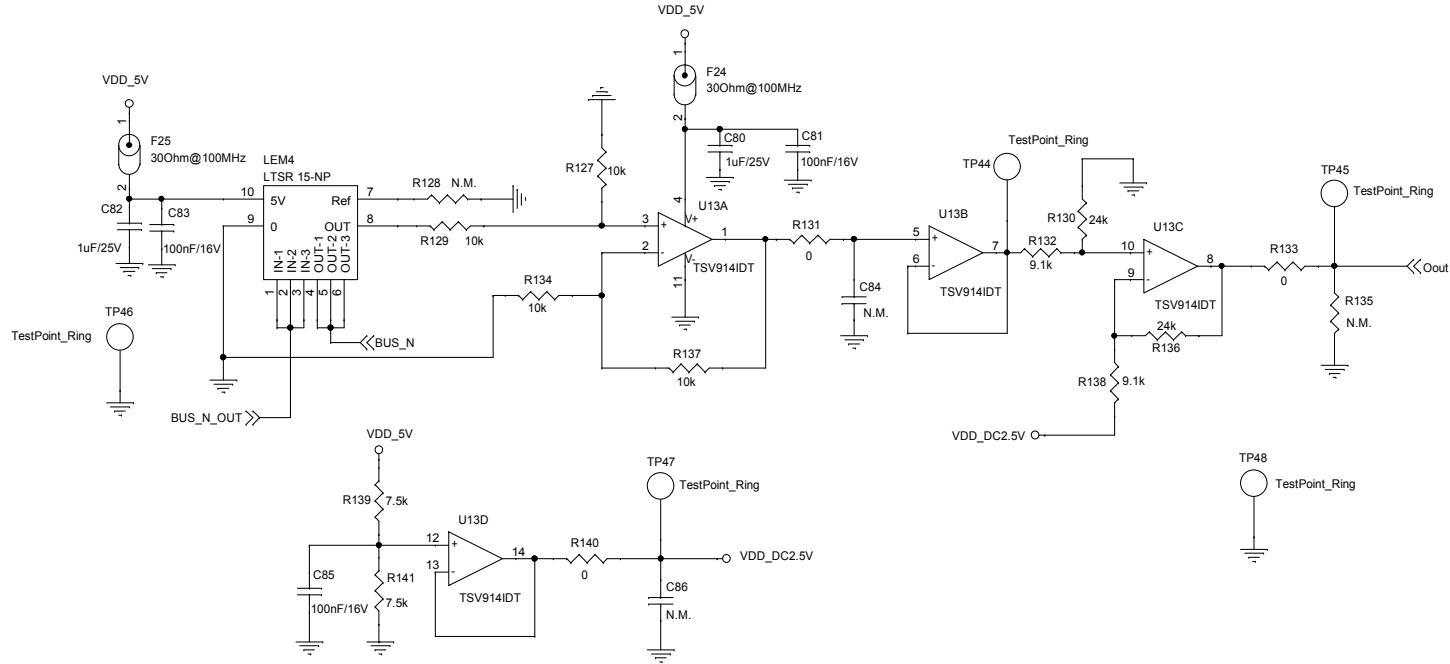 VDD_5V
1
F24
30Ohm@100MHz
2
C80
1uF/25V
C81
100nF/16V
VDD_5V
1
F25
30Ohm@100MHz
2
C82
1uF/25V
C83
100nF/16V
LEM4
LTSR 15-NP
10
5V
9
0
Ref
7
OUT
8
IN-1
IN-2
IN-3
OUT-1
OUT-2
OUT-3
1
2
3
4
5
6
R128
N.M.
R129
10k
R127
10k
U13A
3
+
2
-
4
V+
V-
11
1
TSV914IDT
R134
10k
R137
10k
R131
0
C84
N.M.
TestPoint_Ring
TP44
U13B
5
+
6
-
7
TSV914IDT
R132
9.1k
R130
24k
U13C
10
+
9
-
8
TSV914IDT
24k
R136
R138
9.1k
VDD_DC2.5V
R133
0
TP45
TestPoint_Ring
Oout
R135
N.M.
TP46
TestPoint_Ring
BUS_N
BUS_N_OUT
VDD_5V
R139
7.5k
C85
100nF/16V
R141
7.5k
U13D
12
+
13
-
14
TSV914IDT
R140
0
TP47
TestPoint_Ring
VDD_DC2.5V
C86
N.M.
TP48
TestPoint_Ring